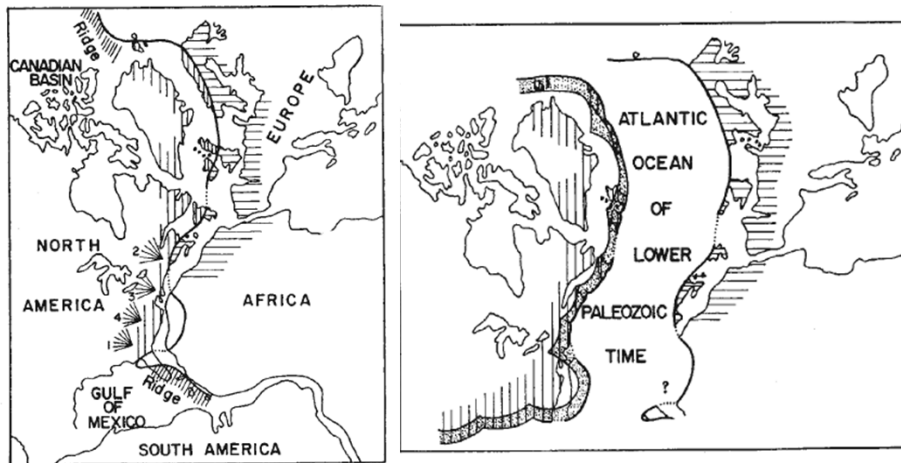 Ridge
CANADIAN
BASIN
EUROPE
NORTH
AMERICA
AFRICA
2
3
4
1
Ridge
GULF
OF
MEXICO
SOUTH AMERICA
ATLANTIC
OCEAN
OF
LOWER
PALEOZOIC
TIME
?